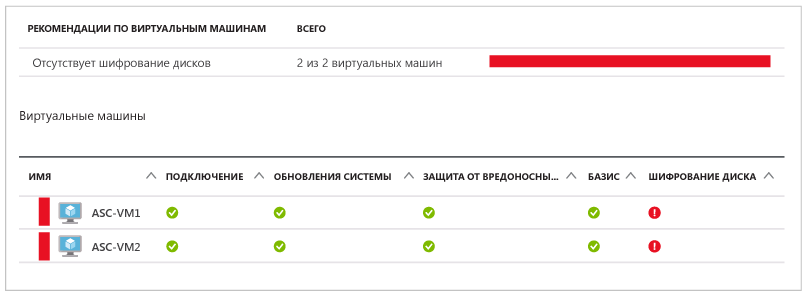 РЕКОМЕНДАЦИИ ПО ВИРТУАЛЬНЫМ МАШИНАМ ВСЕГО
Отсутствует шифрование дисков 2 из 2 виртуальных машин
Виртуальные машины
ИМЯ ПОДКЛЮЧЕНИЕ ОБНОВЛЕНИЯ СИСТЕМЫ ЗАЩИТА ОТ ВРЕДОНОСНЫ... БАЗИС ШИФРОВАНИЕ ДИСКА
ASC-VM1
ASC-VM2